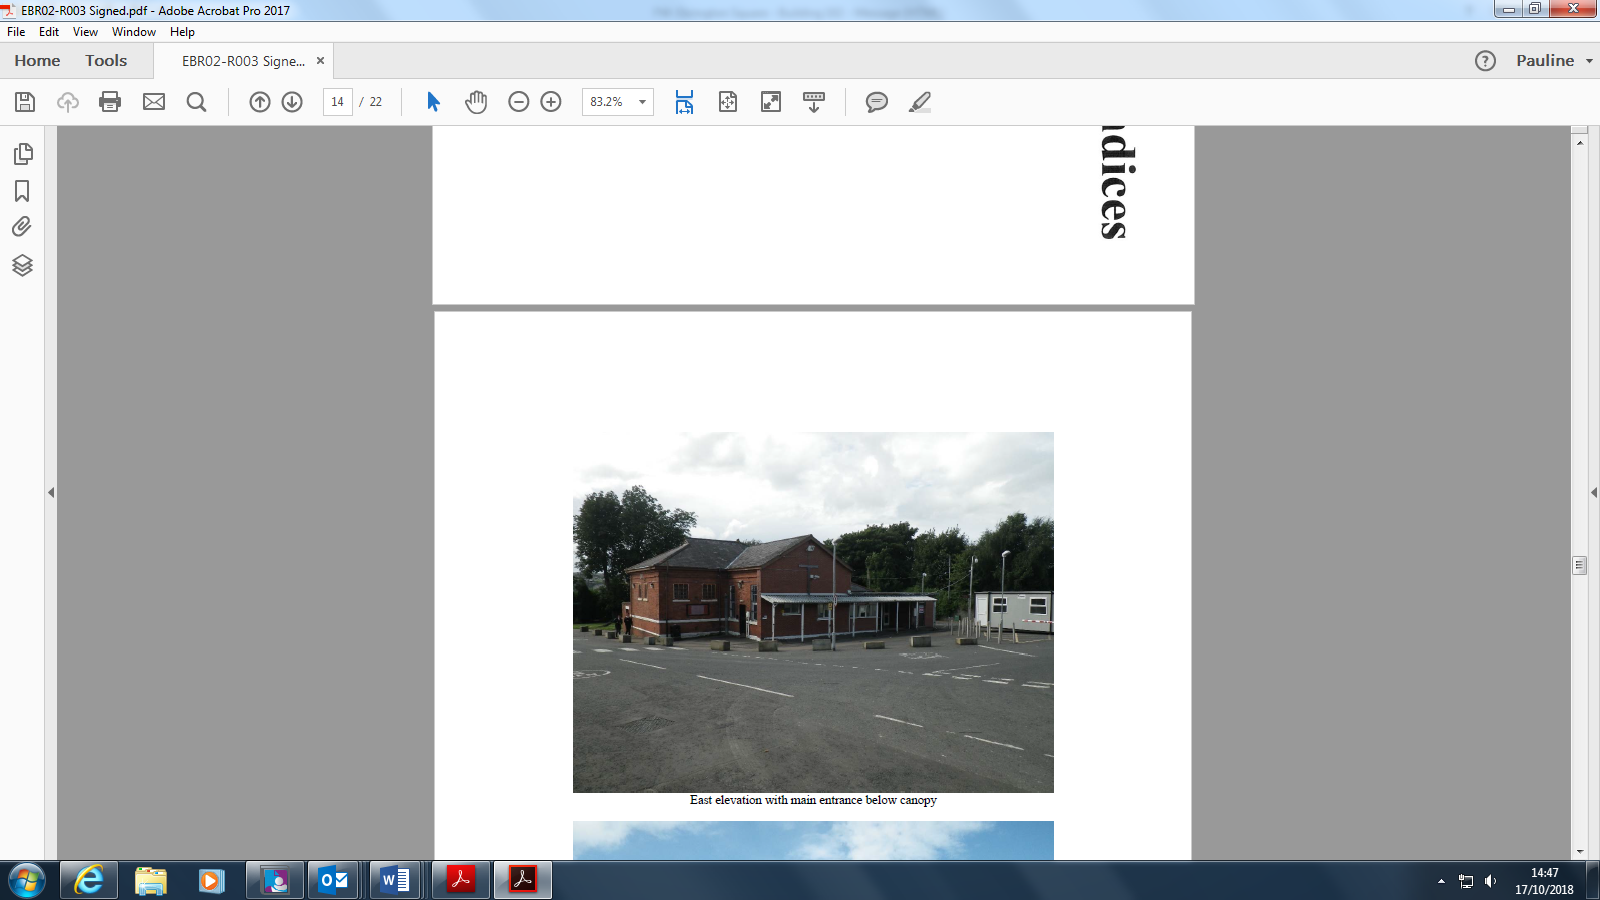 EBR02-R003 Signed.pdf - Adobe Acrobat Pro 2017
File Edit View Window Help
Home Tools EBR02-R003 Signe... Pauline
14 / 22 83.2%
ndices
East elevation with main entrance below canopy
14:47
17/10/2018